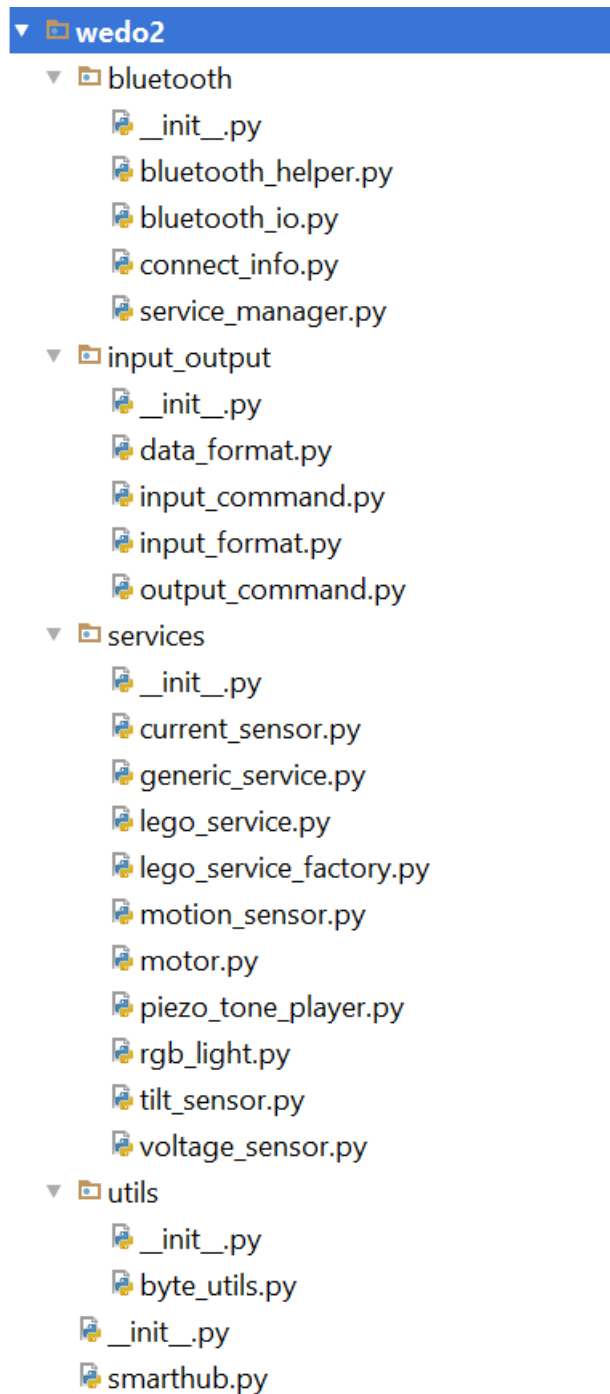 wedo2
bluetooth
__init__.py
bluetooth_helper.py
bluetooth_io.py
connect_info.py
service_manager.py
input_output
__init__.py
data_format.py
input_command.py
input_format.py
output_command.py
services
__init__.py
current_sensor.py
generic_service.py
lego_service.py
lego_service_factory.py
motion_sensor.py
motor.py
piezo_tone_player.py
rgb_light.py
tilt_sensor.py
voltage_sensor.py
utils
__init__.py
byte_utils.py
__init__.py
smarthub.py